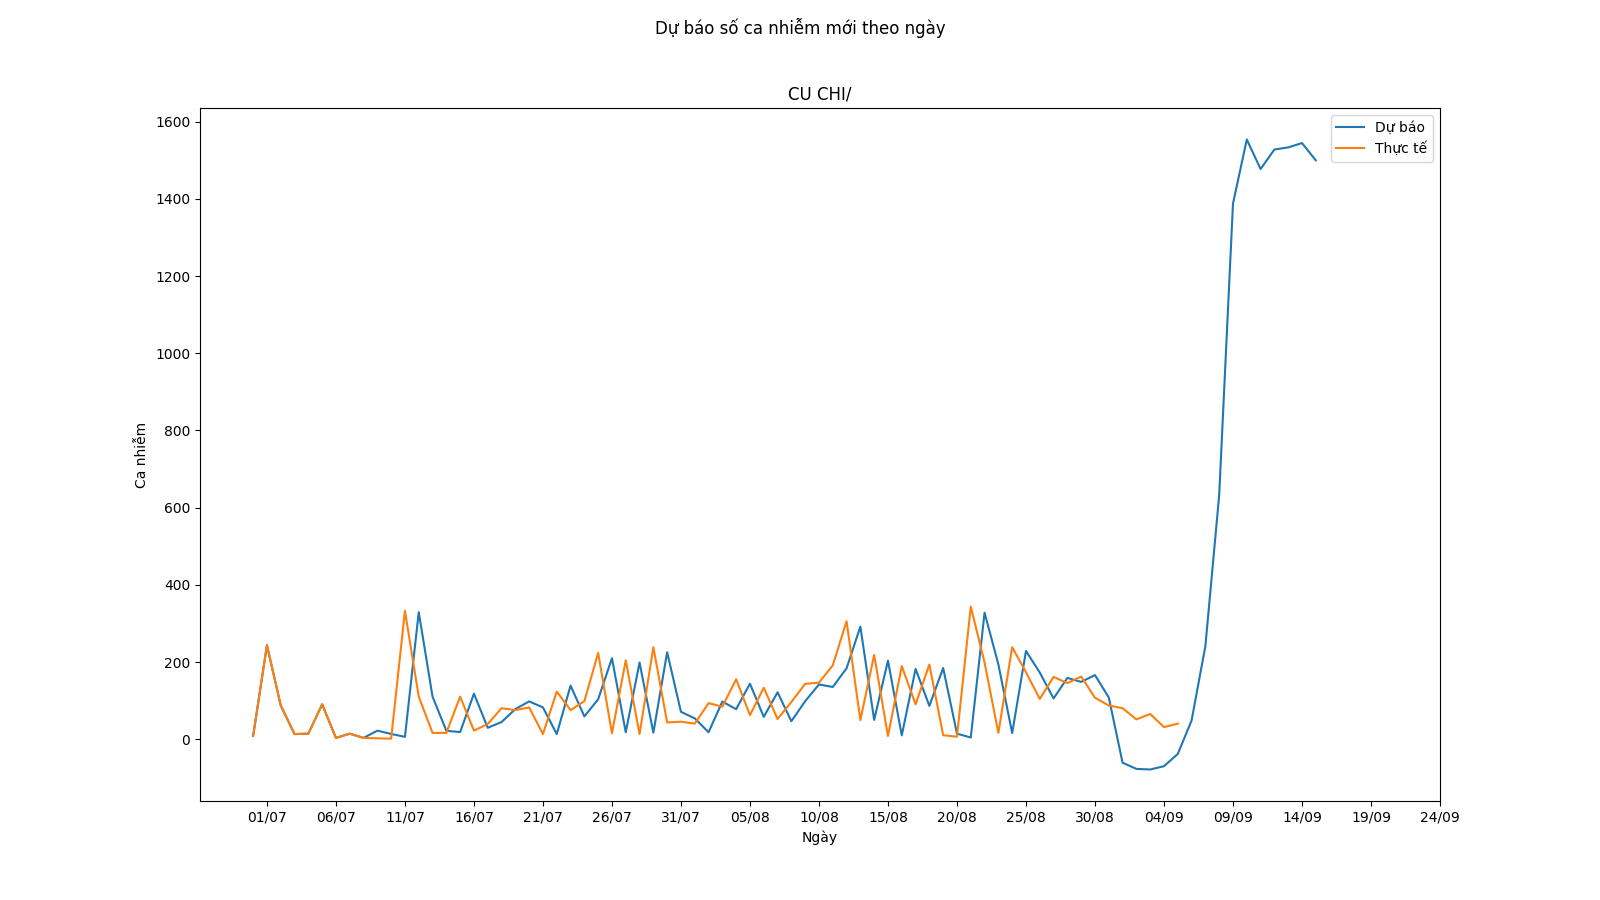 Dự báo số ca nhiễm mới theo ngày
CU CHI/
Dự báo
Thực tế
1600
1400
1200
1000
800
600
400
200
0
Ca nhiễm
01/07 06/07 11/07 16/07 21/07 26/07 31/07 05/08 10/08 15/08 20/08 25/08 30/08 04/09 09/09 14/09 19/09 24/09
Ngày